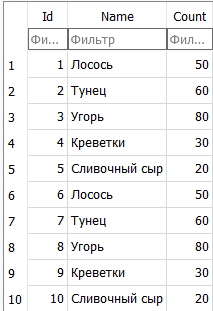 Id Name Count
Фи... Фильтр Фил...
1 1 Лосось 50
2 2 Тунец 60
3 3 Угорь 80
4 4 Креветки 30
5 5 Сливочный сыр 20
6 6 Лосось 50
7 7 Тунец 60
8 8 Угорь 80
9 9 Креветки 30
10 10 Сливочный сыр 20